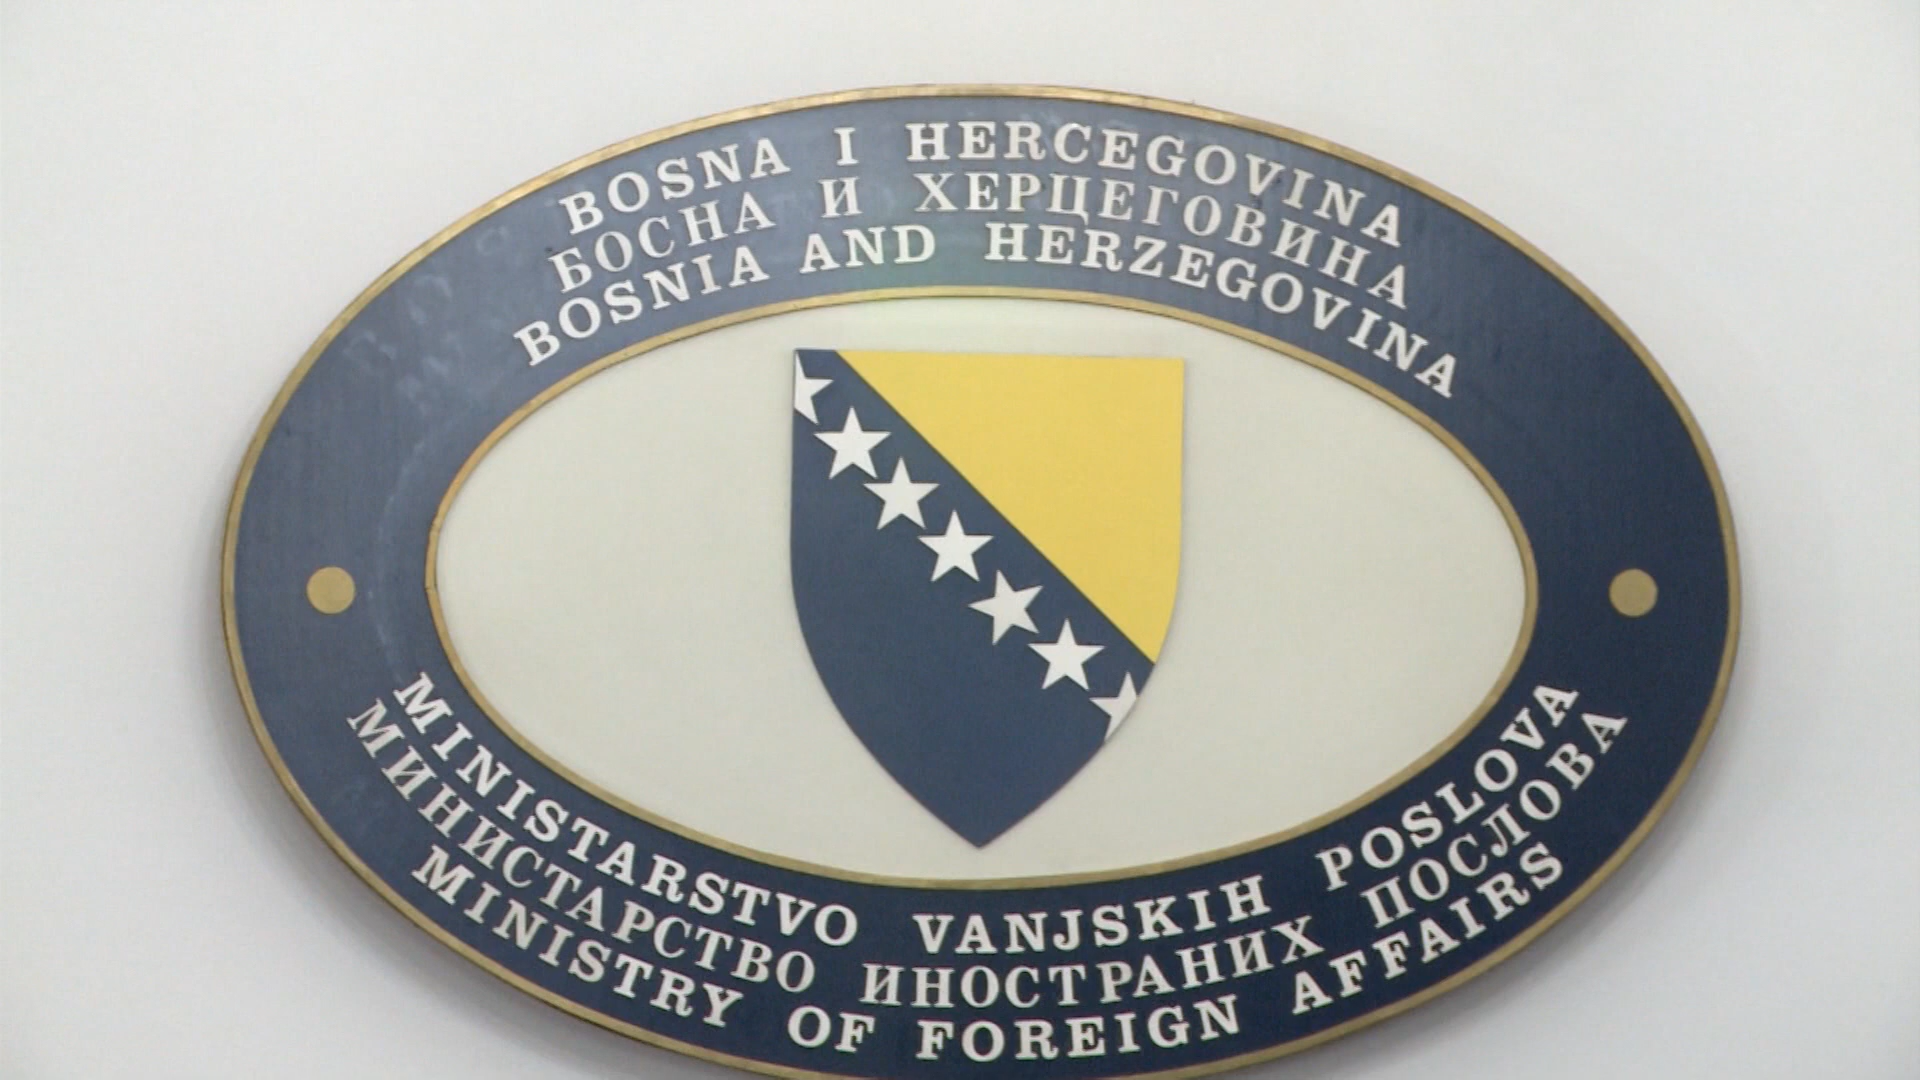 BOSNA I HERCEGOVINA
БОСНА И ХЕРЦЕГОВИНА
BOSNIA AND HERZEGOVINA
MINISTARSTVO VANJSKIH POSLOVA
МИНИСТАРСТВО ИНОСТРАНИХ ПОСЛОВА
MINISTRY OF FOREIGN AFFAIRS